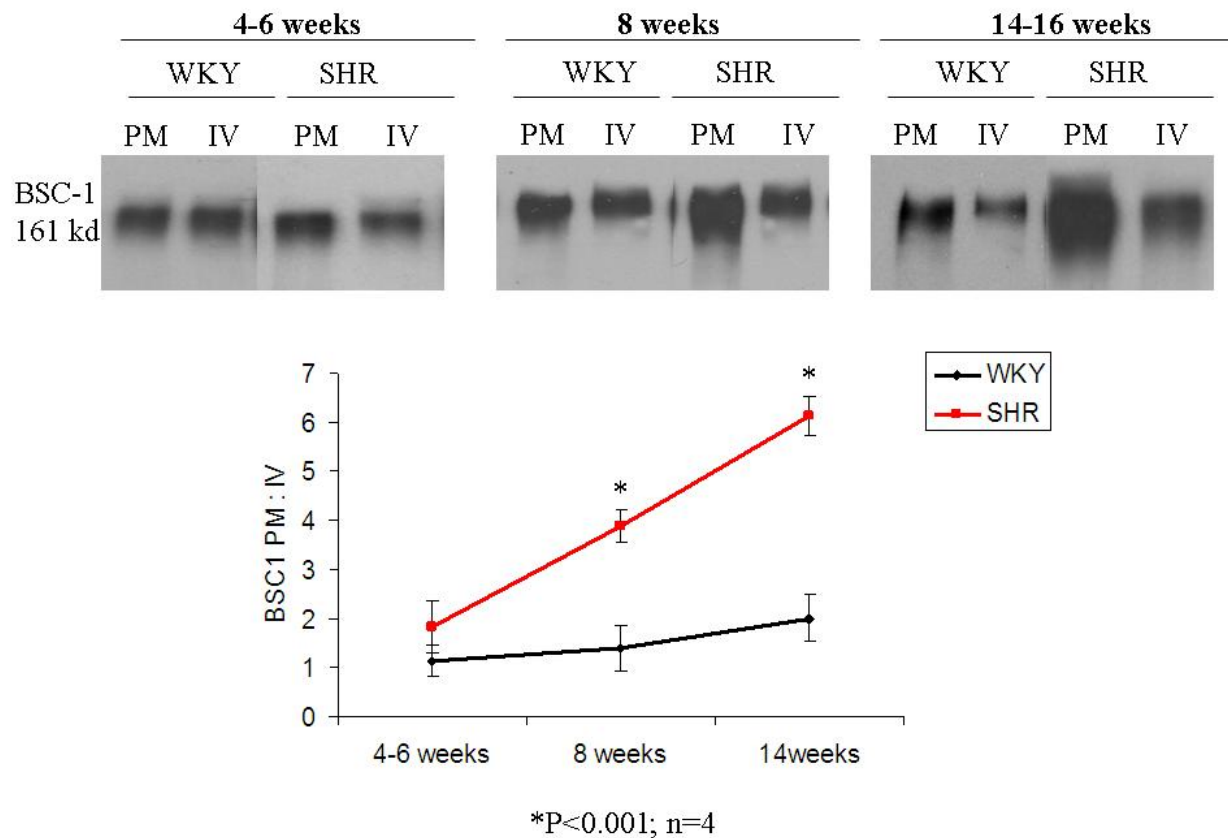 4-6 weeks 8 weeks 14-16 weeks
WKY SHR WKY SHR WKY SHR
PM IV PM IV PM IV PM IV PM IV PM IV
BSC-1
161 kd
7
6
5
4
3
2
1
0
BSC1 PM : IV
* *
WKY
SHR
4-6 weeks 8 weeks 14weeks
*P<0.001; n=4